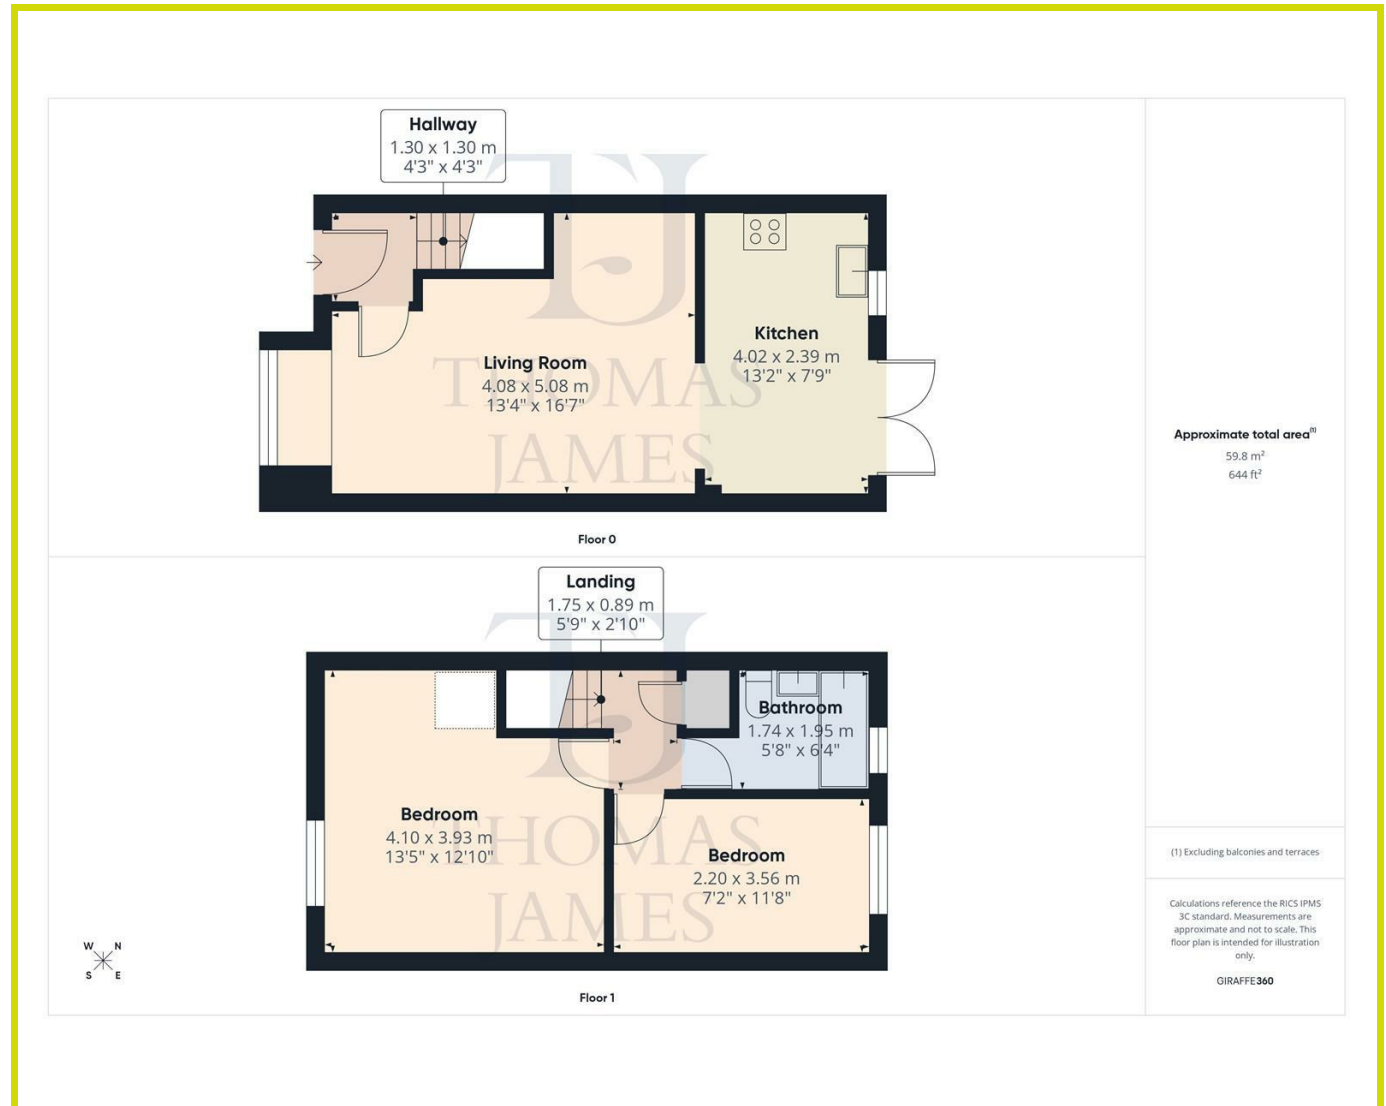 Hallway
1.30 x 1.30 m
4'3" x 4'3"
Living Room
4.08 x 5.08 m
13'4" x 16'7"
Kitchen
4.02 x 2.39 m
13'2" x 7'9"
TJ
THOMAS
JAMES
Floor 0
Landing
1.75 x 0.89 m
5'9" x 2'10"
Bathroom
1.74 x 1.95 m
5'8" x 6'4"
Bedroom
4.10 x 3.93 m
13'5" x 12'10"
Bedroom
2.20 x 3.56 m
7'2" x 11'8"
TJ
THOMAS
JAMES
W N
S E
Floor 1
Approximate total area(1)
59.8 m²
644 ft²
(1) Excluding balconies and terraces
Calculations reference the RICS IPMS
3C standard. Measurements are
approximate and not to scale. This
floor plan is intended for illustration
only.
GIRAFFE360